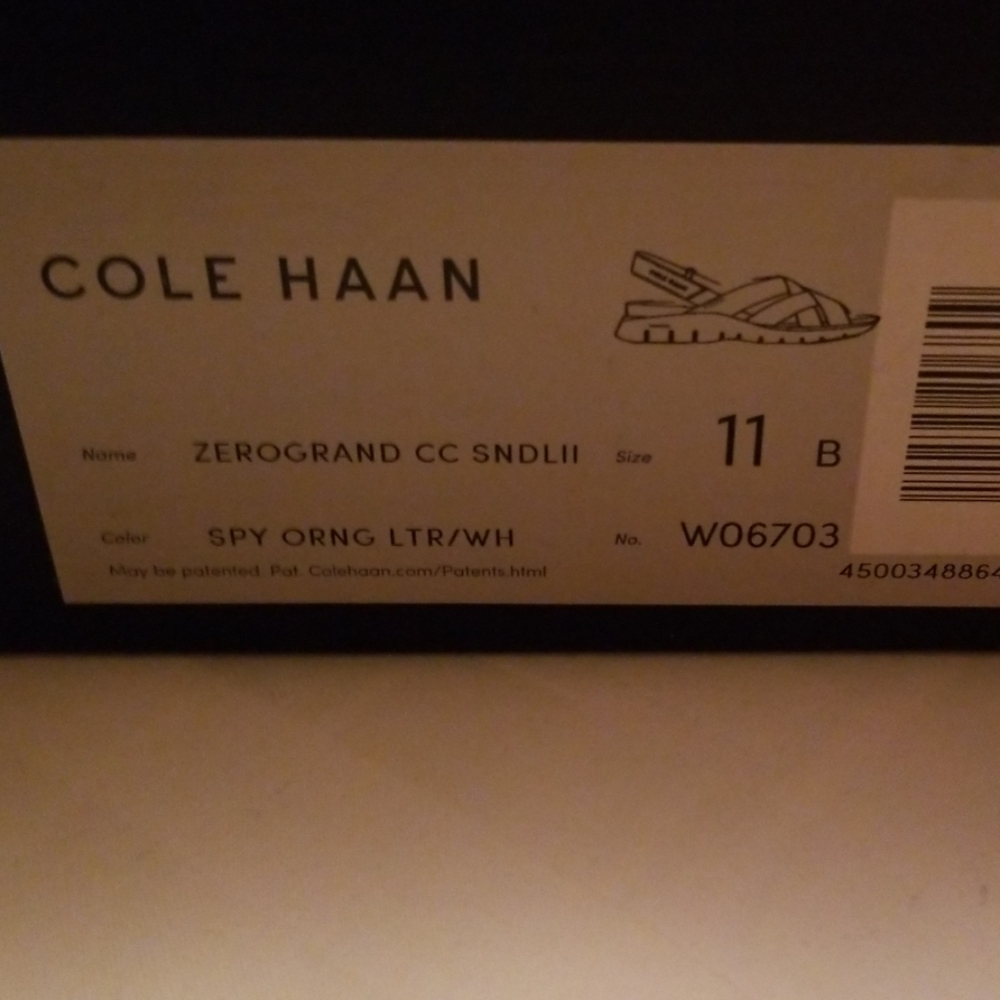 COLE HAAN
Name ZEROGRAND CC SNDLII Size 11 B
Color SPY ORNG LTR/WH No. W06703
May be patented Pat. Colehaan.com/Patents.html
4500348864